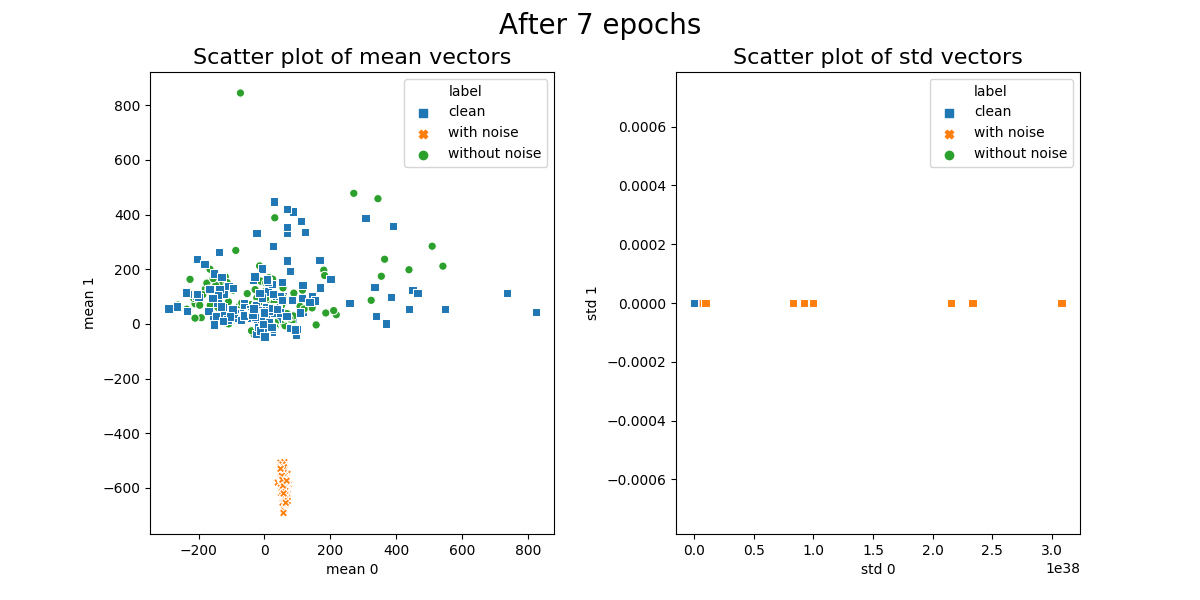 After 7 epochs
Scatter plot of mean vectors
label
clean
with noise
without noise
800
600
400
200
0
−200
−400
−600
mean 1
−200
0
200
400
600
800
mean 0
Scatter plot of std vectors
label
clean
with noise
without noise
0.0006
0.0004
0.0002
0.0000
−0.0002
−0.0004
−0.0006
std 1
0.0
0.5
1.0
1.5
2.0
2.5
3.0
1e38
std 0